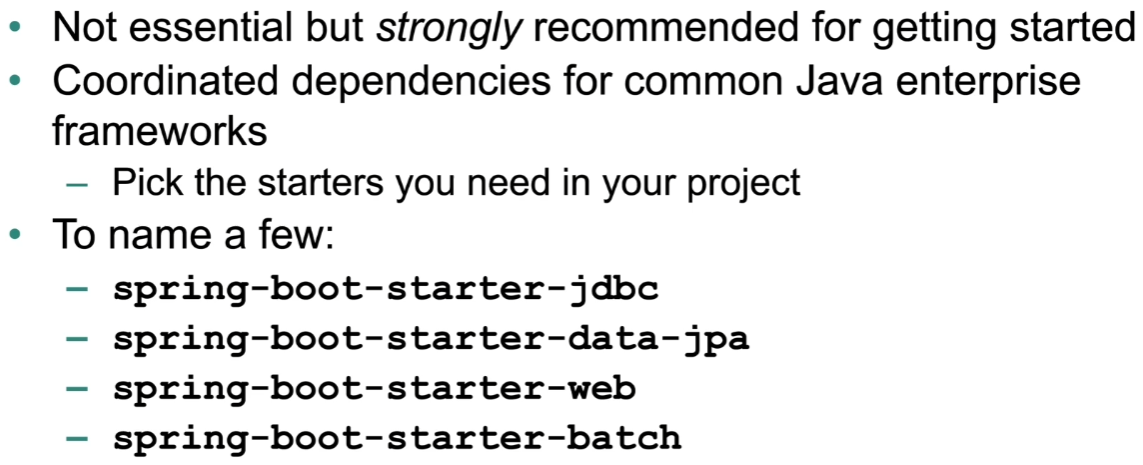 • Not essential but strongly recommended for getting started
• Coordinated dependencies for common Java enterprise
frameworks
– Pick the starters you need in your project
• To name a few:
– spring-boot-starter-jdbc
– spring-boot-starter-data-jpa
– spring-boot-starter-web
– spring-boot-starter-batch